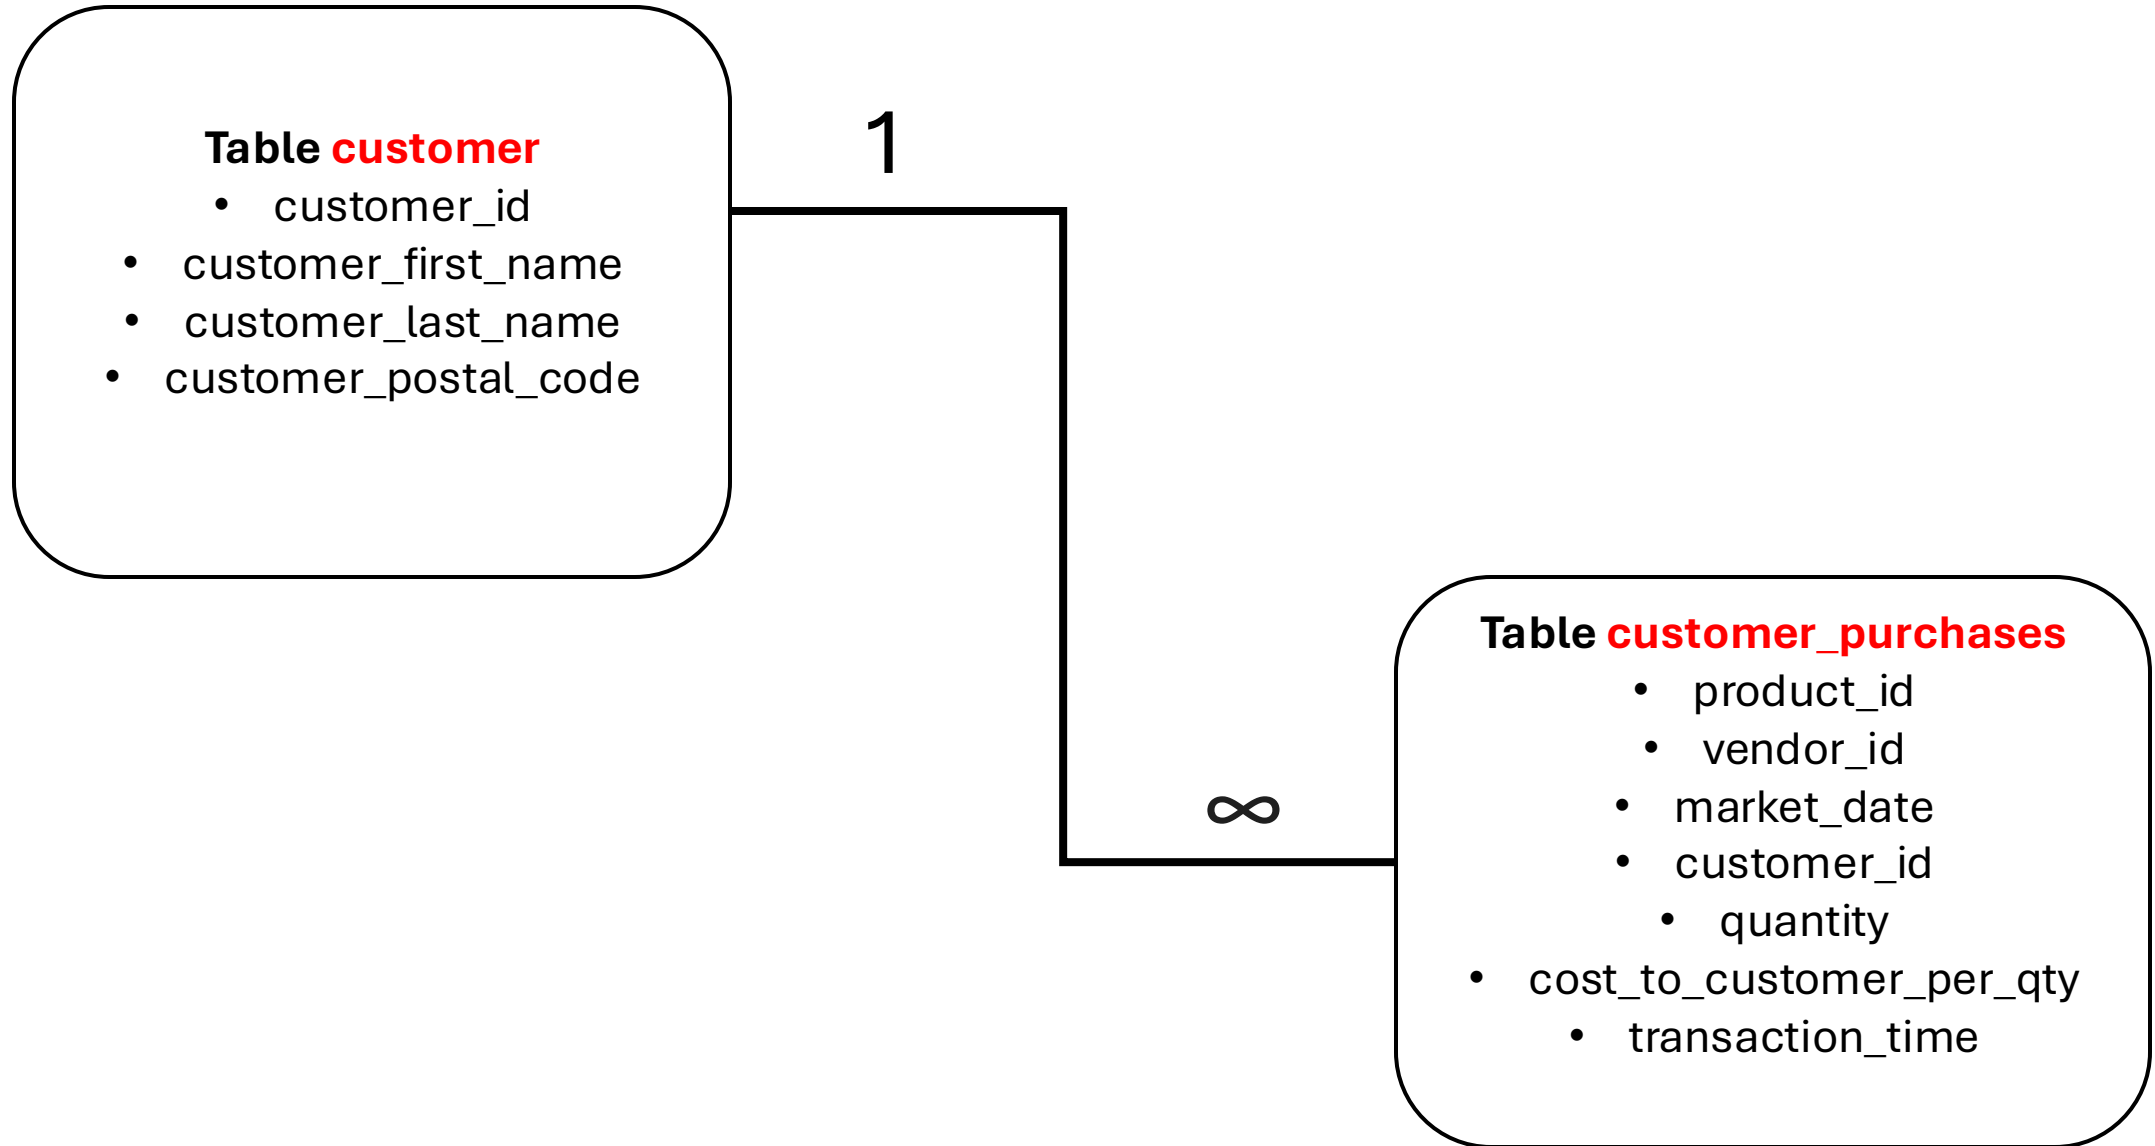 Table customer
• customer_id
• customer_first_name
• customer_last_name
• customer_postal_code
1
∞
Table customer_purchases
• product_id
• vendor_id
• market_date
• customer_id
• quantity
• cost_to_customer_per_qty
• transaction_time